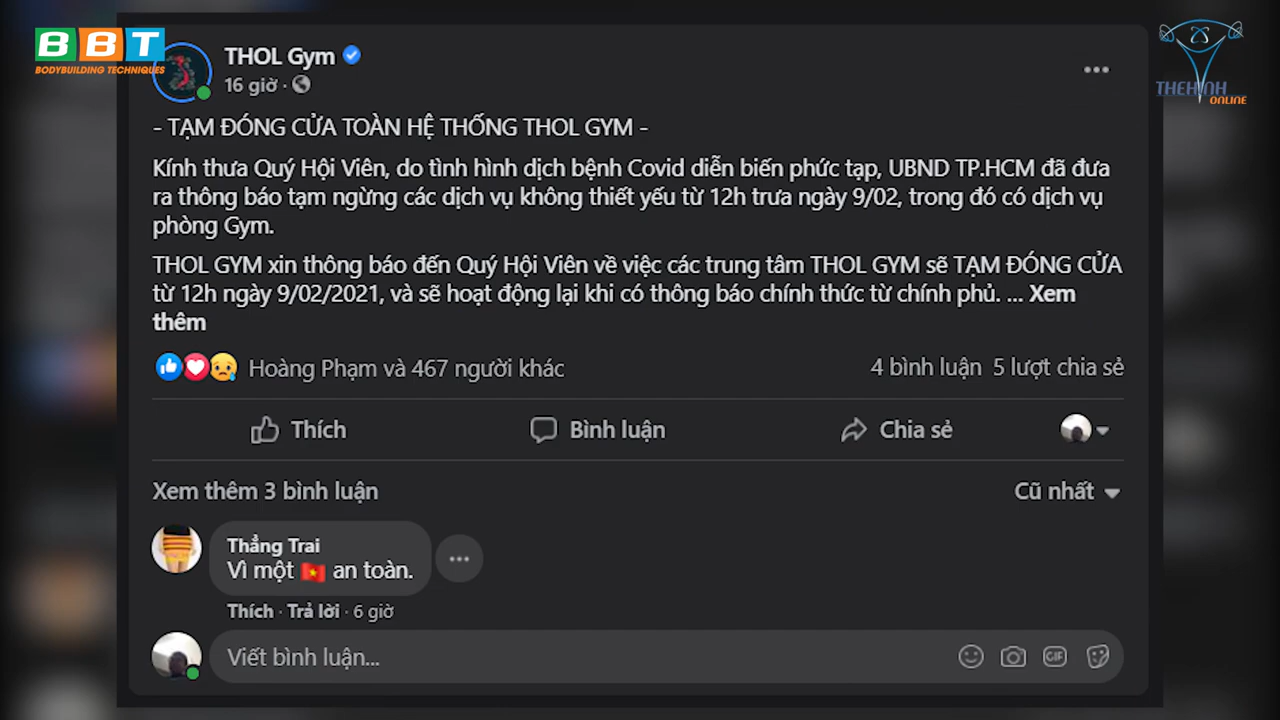 BBT
BODYBUILDING TECHNIQUES
THEHINH
ONLINE
THOL Gym
16 giờ ·
- TẠM ĐÓNG CỬA TOÀN HỆ THỐNG THOL GYM -
Kính thưa Quý Hội Viên, do tình hình dịch bệnh Covid diễn biến phức tạp, UBND TP.HCM đã đưa
ra thông báo tạm ngừng các dịch vụ không thiết yếu từ 12h trưa ngày 9/02, trong đó có dịch vụ
phòng Gym.
THOL GYM xin thông báo đến Quý Hội Viên về việc các trung tâm THOL GYM sẽ TẠM ĐÓNG CỬA
từ 12h ngày 9/02/2021, và sẽ hoạt động lại khi có thông báo chính thức từ chính phủ. ... Xem
thêm
Hoàng Phạm và 467 người khác
4 bình luận 5 lượt chia sẻ
Thích Bình luận Chia sẻ
Xem thêm 3 bình luận
Cũ nhất
Thẳng Trai
Vì một 🇻🇳 an toàn.
Thích · Trả lời · 6 giờ
Viết bình luận...
GIF